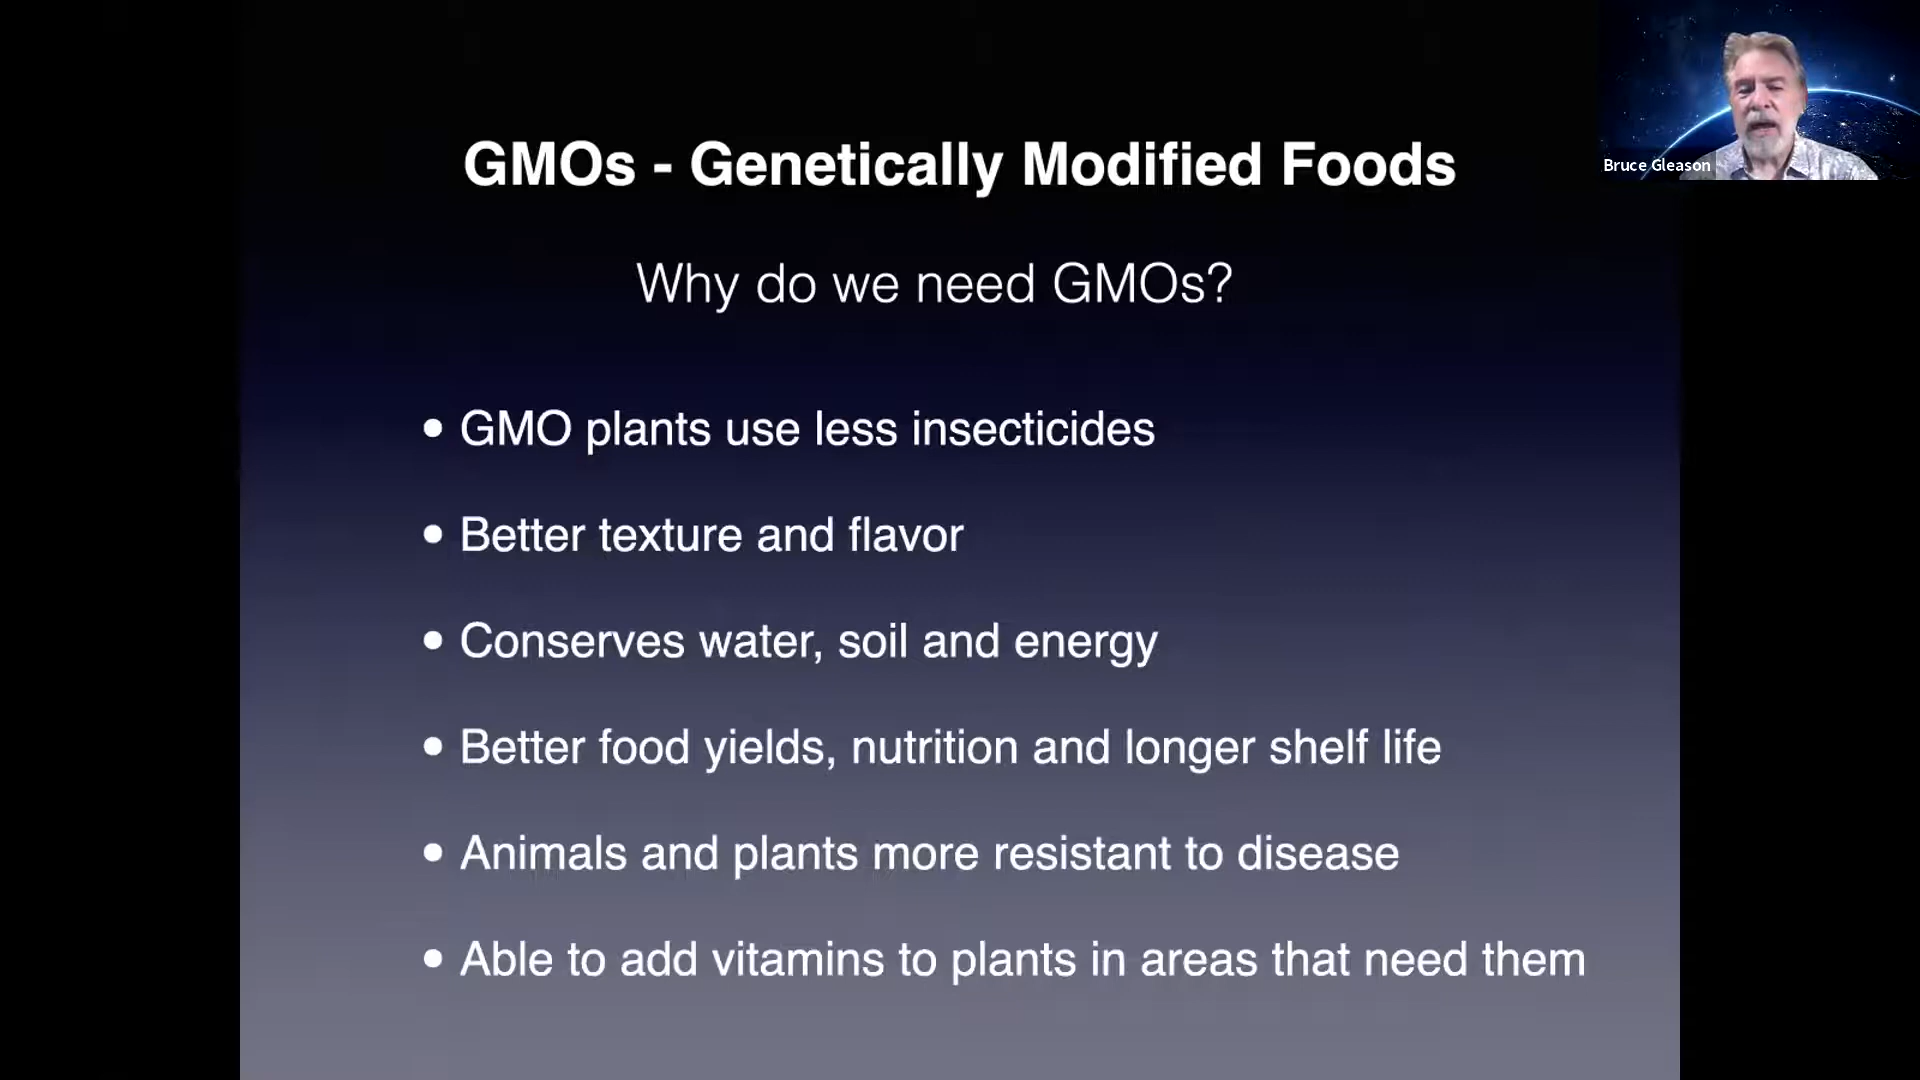 GMOs - Genetically Modified Foods
Bruce Gleason
Why do we need GMOs?
• GMO plants use less insecticides
• Better texture and flavor
• Conserves water, soil and energy
• Better food yields, nutrition and longer shelf life
• Animals and plants more resistant to disease
• Able to add vitamins to plants in areas that need them